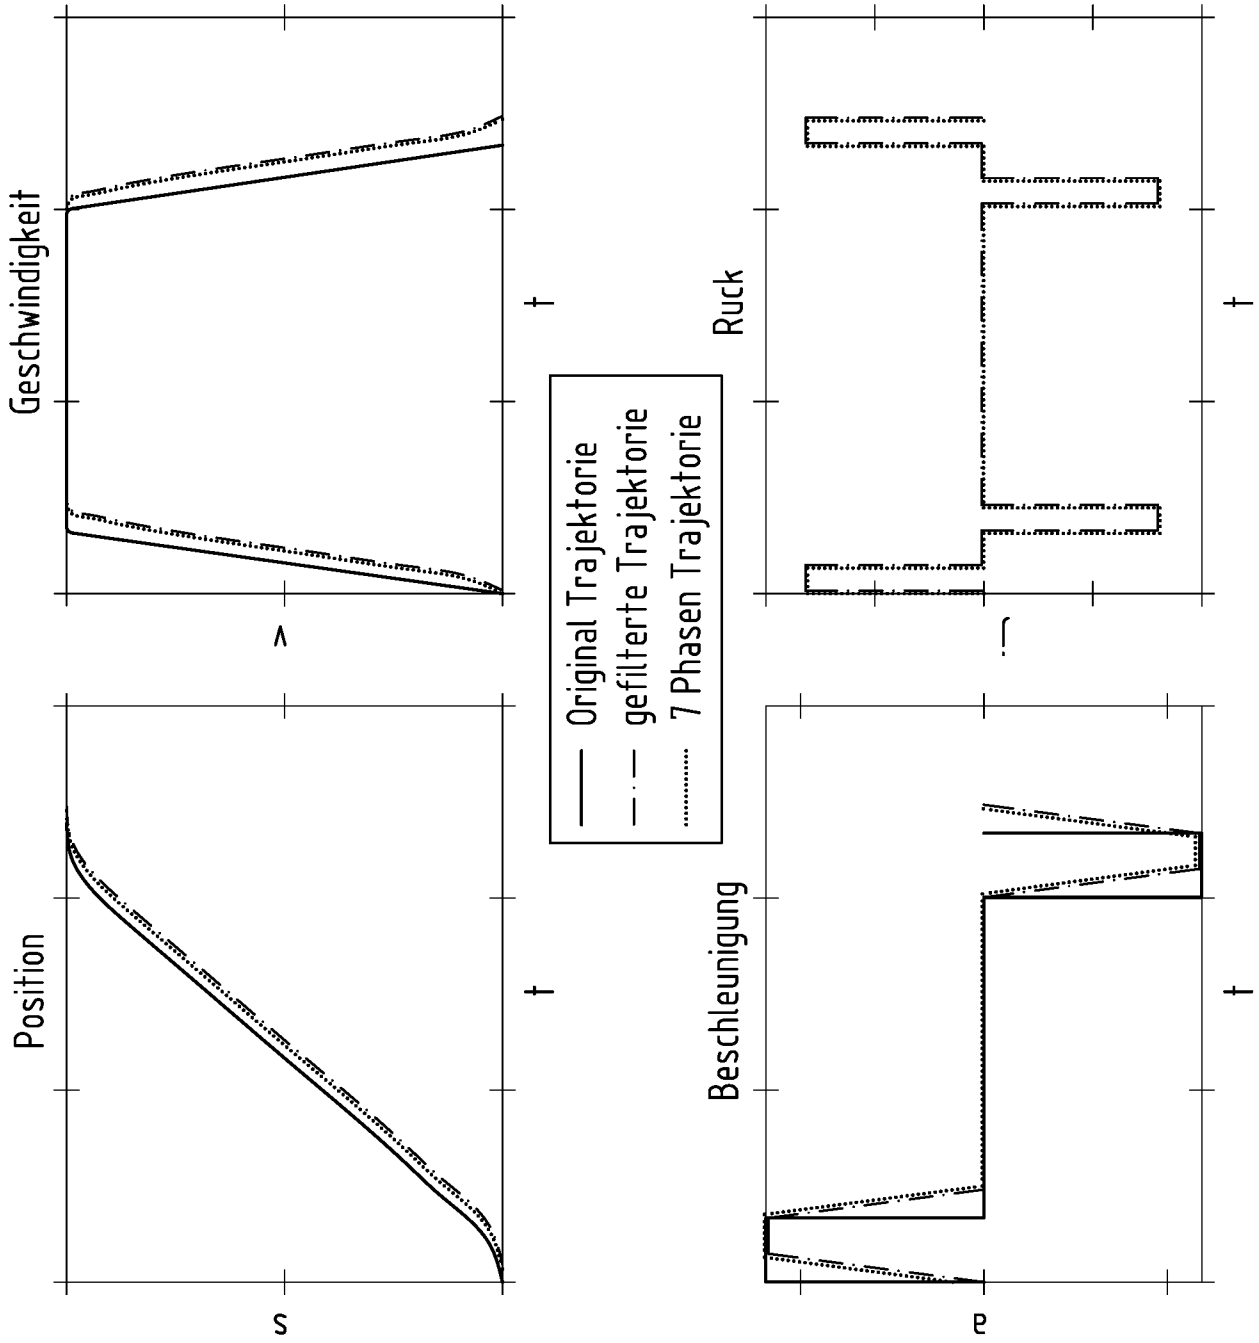 Position
Geschwindigkeit
s
v
t
t
Original Trajektorie
gefilterte Trajektorie
7 Phasen Trajektorie
Beschleunigung
Ruck
a
j
t
t